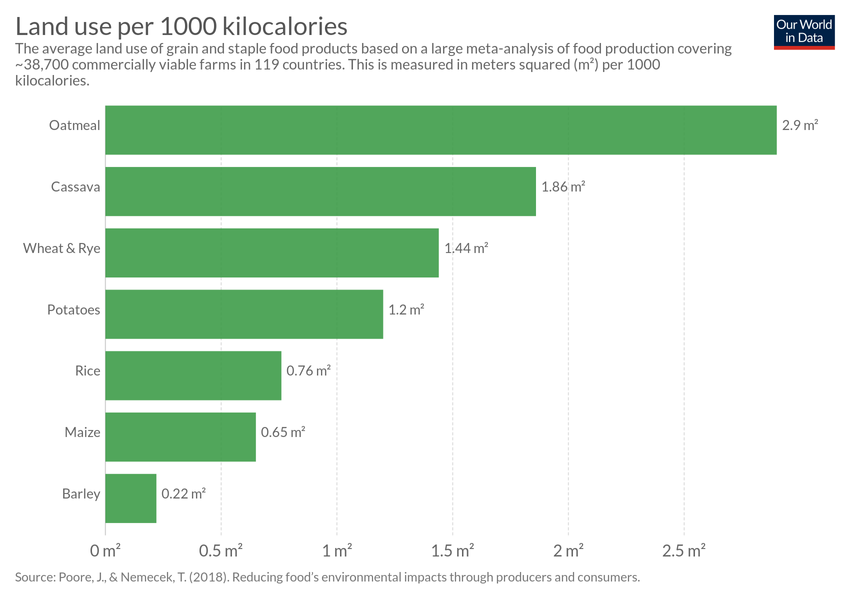 Land use per 1000 kilocalories
Our World
in Data
The average land use of grain and staple food products based on a large meta-analysis of food production covering
~38,700 commercially viable farms in 119 countries. This is measured in meters squared (m²) per 1000
kilocalories.
Oatmeal 2.9 m²
Cassava 1.86 m²
Wheat & Rye 1.44 m²
Potatoes 1.2 m²
Rice 0.76 m²
Maize 0.65 m²
Barley 0.22 m²
0 m² 0.5 m² 1 m² 1.5 m² 2 m² 2.5 m²
Source: Poore, J., & Nemecek, T. (2018). Reducing food’s environmental impacts through producers and consumers.